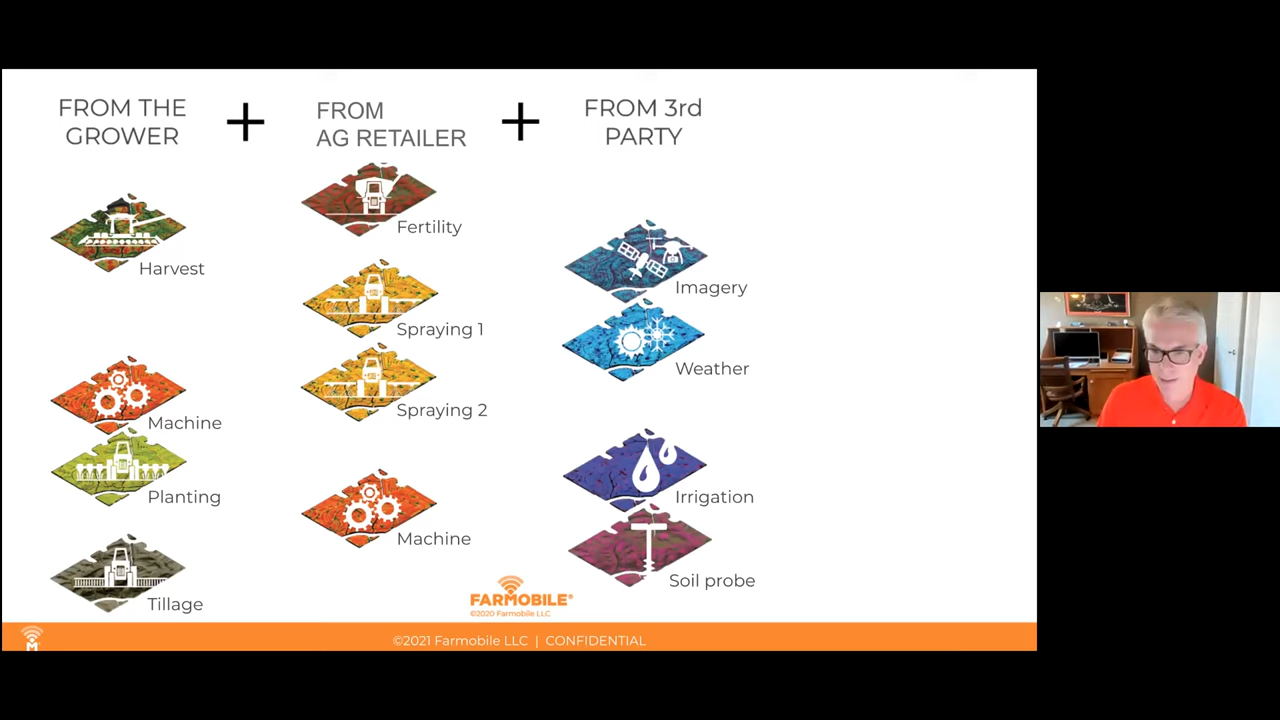 FROM THE
GROWER
+
FROM
AG RETAILER
+
FROM 3rd
PARTY
Harvest
Machine
Planting
Tillage
Fertility
Spraying 1
Spraying 2
Machine
Imagery
Weather
Irrigation
Soil probe
FARMOBILE®
©2020 Farmobile LLC
M
©2021 Farmobile LLC | CONFIDENTIAL